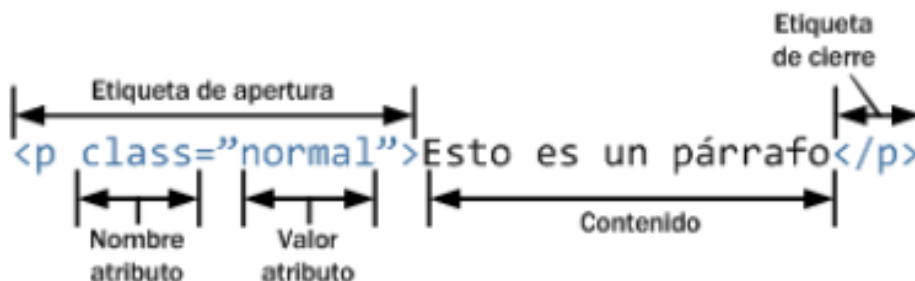 Etiqueta
de cierre
Etiqueta de apertura
<p class=”normal”>Esto es un párrafo</p>
Nombre
atributo
Valor
atributo
Contenido